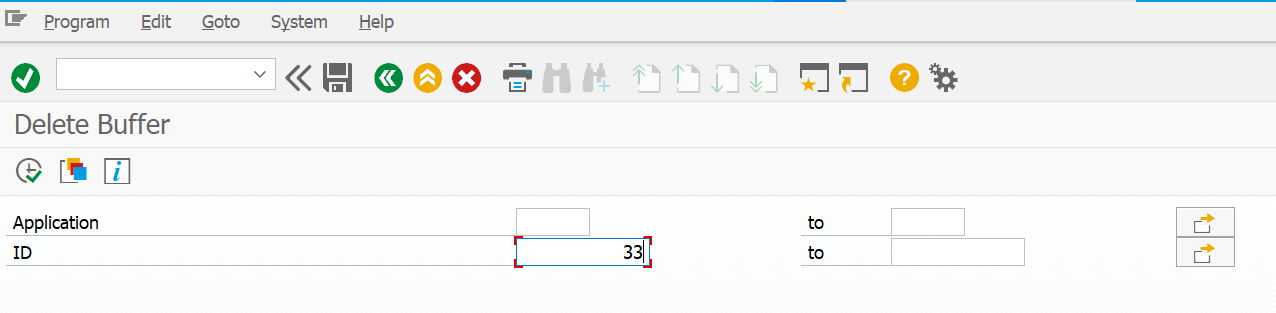 Program Edit Goto System Help
Delete Buffer
Application to
ID 33 to